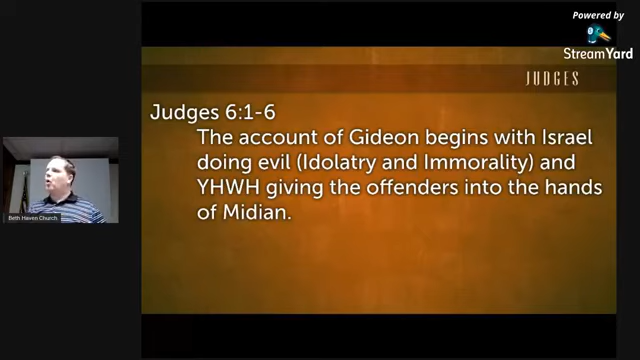 Powered by
StreamYard
JUDGES
Judges 6:1-6
The account of Gideon begins with Israel
doing evil (Idolatry and Immorality) and
YHWH giving the offenders into the hands
of Midian.
Beth Haven Church